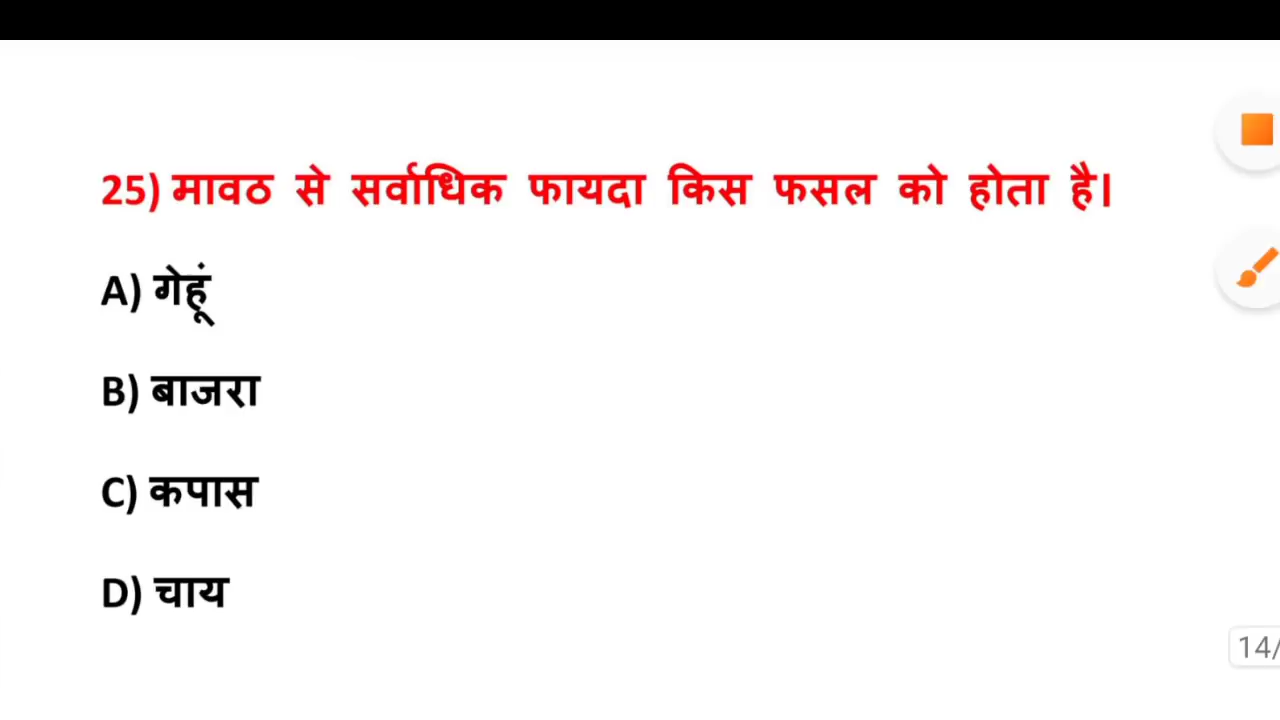 25) मावठ से सर्वाधिक फायदा किस फसल को होता है।
A) गेहूं
B) बाजरा
C) कपास
D) चाय
14/